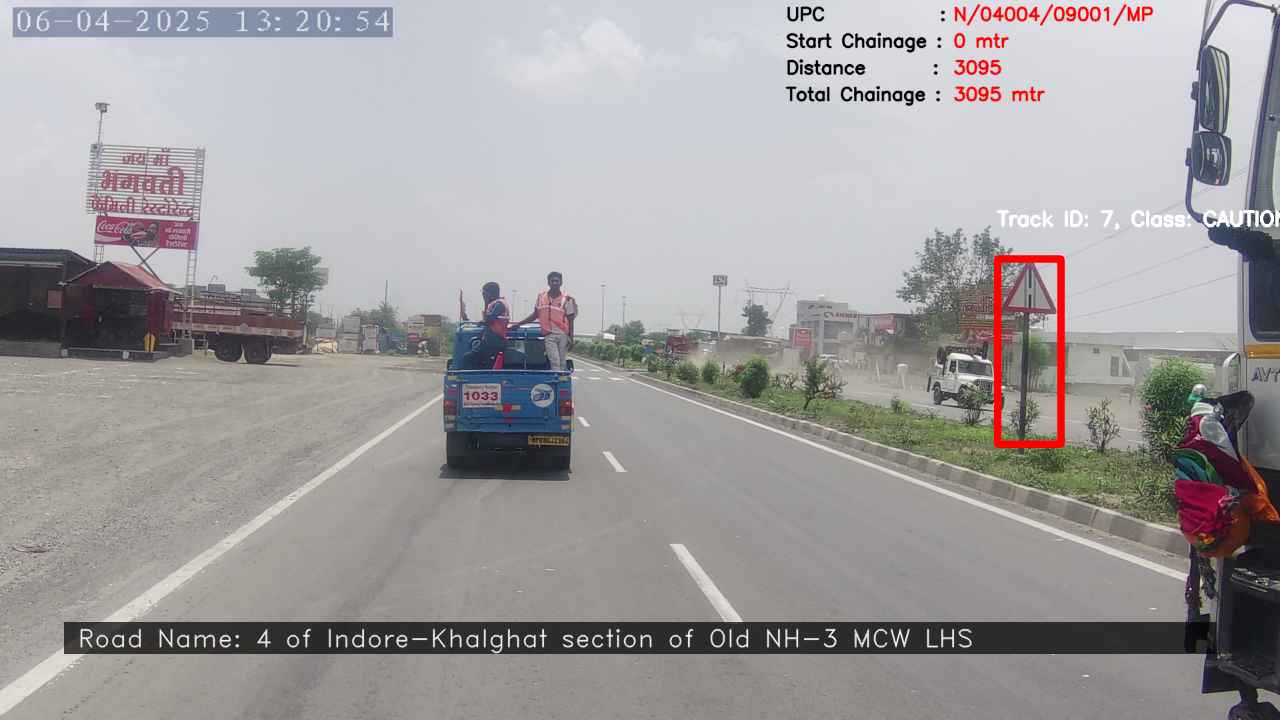 06-04-2025 13:20:54
UPC : N/04004/09001/MP
Start Chainage : 0 mtr
Distance : 3095
Total Chainage : 3095 mtr
जय माँ
भगवती
फैमिली रेस्टोरेन्ट
Coca-Cola
Track ID: 7, Class: CAUTION
EICHER
1033
AVT
Road Name: 4 of Indore-Khalghat section of Old NH-3 MCW LHS